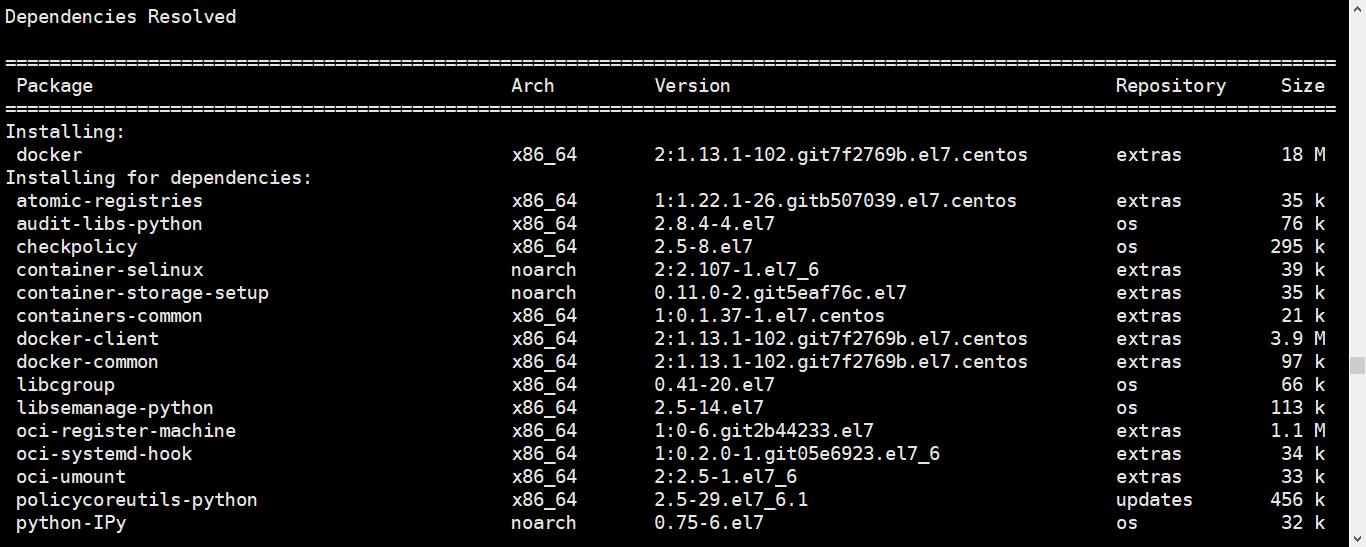 Dependencies Resolved
================================================================================
Package Arch Version Repository Size
================================================================================
Installing:
docker x86_64 2:1.13.1-102.git7f2769b.el7.centos extras 18 M
Installing for dependencies:
atomic-registries x86_64 1:1.22.1-26.gitb507039.el7.centos extras 35 k
audit-libs-python x86_64 2.8.4-4.el7 os 76 k
checkpolicy x86_64 2.5-8.el7 os 295 k
container-selinux noarch 2:2.107-1.el7_6 extras 39 k
container-storage-setup noarch 0.11.0-2.git5eaf76c.el7 extras 35 k
containers-common x86_64 1:0.1.37-1.el7.centos extras 21 k
docker-client x86_64 2:1.13.1-102.git7f2769b.el7.centos extras 3.9 M
docker-common x86_64 2:1.13.1-102.git7f2769b.el7.centos extras 97 k
libcgroup x86_64 0.41-20.el7 os 66 k
libsemanage-python x86_64 2.5-14.el7 os 113 k
oci-register-machine x86_64 1:0-6.git2b44233.el7 extras 1.1 M
oci-systemd-hook x86_64 1:0.2.0-1.git05e6923.el7_6 extras 34 k
oci-umount x86_64 2:2.5-1.el7_6 extras 33 k
policycoreutils-python x86_64 2.5-29.el7_6.1 updates 456 k
python-IPy noarch 0.75-6.el7 os 32 k